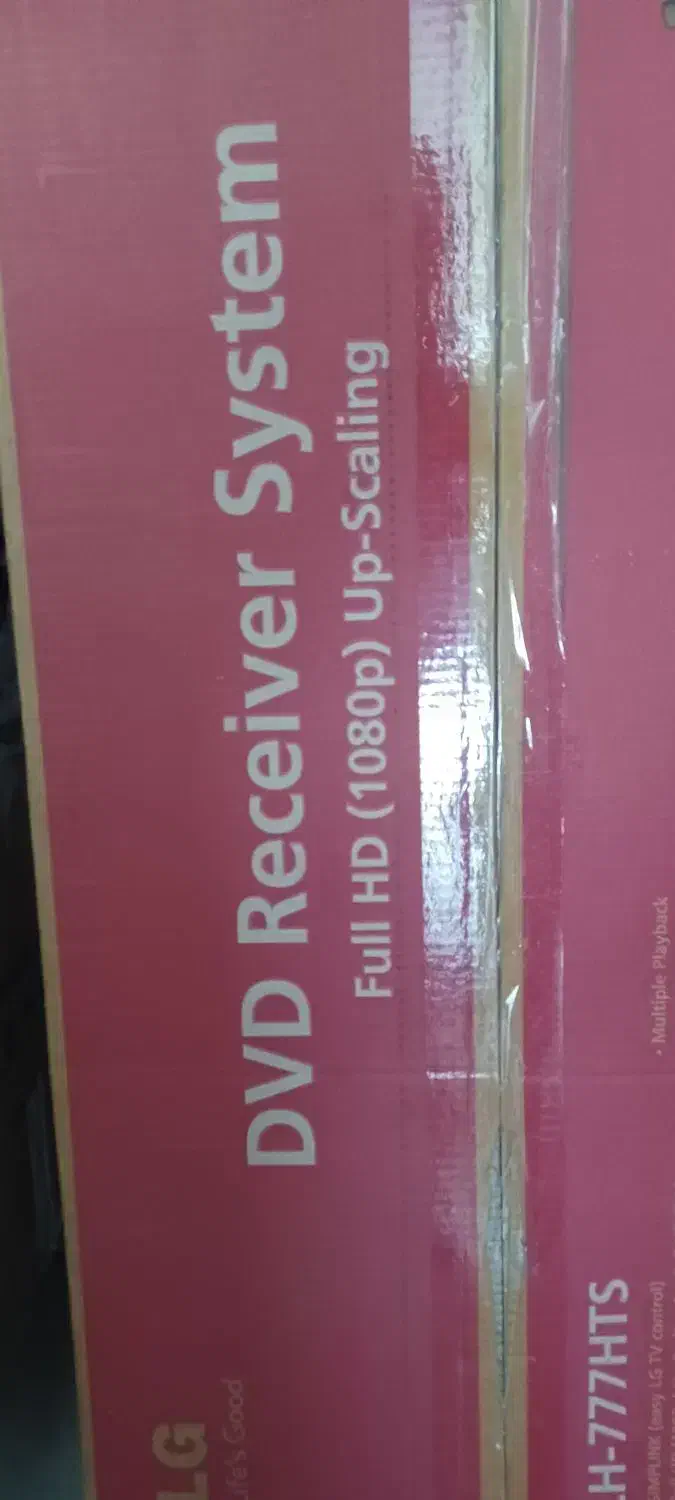 DVD Receiver System
Full HD (1080p) Up-Scaling
LG
Life's Good
LH-777HTS
• Multiple Playback
SIMPLINK (easy LG TV control)